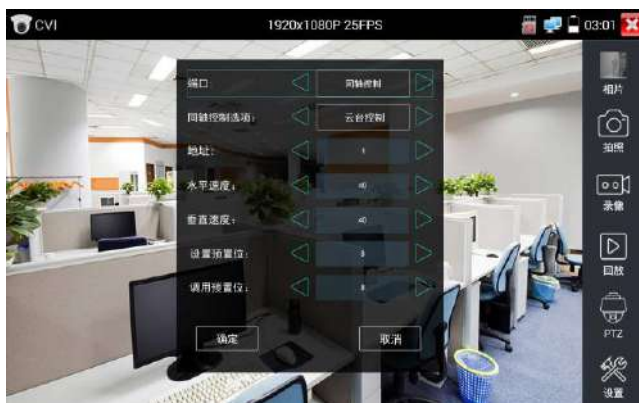 CVI 1920x1080P 25FPS 03:01
端口: 同轴控制
同轴控制选项: 云台控制
地址:
水平速度: 40
垂直速度: 40
设置预置位:
调用预置位:
确定 取消
相片
拍照
录像
回放
PTZ
设置